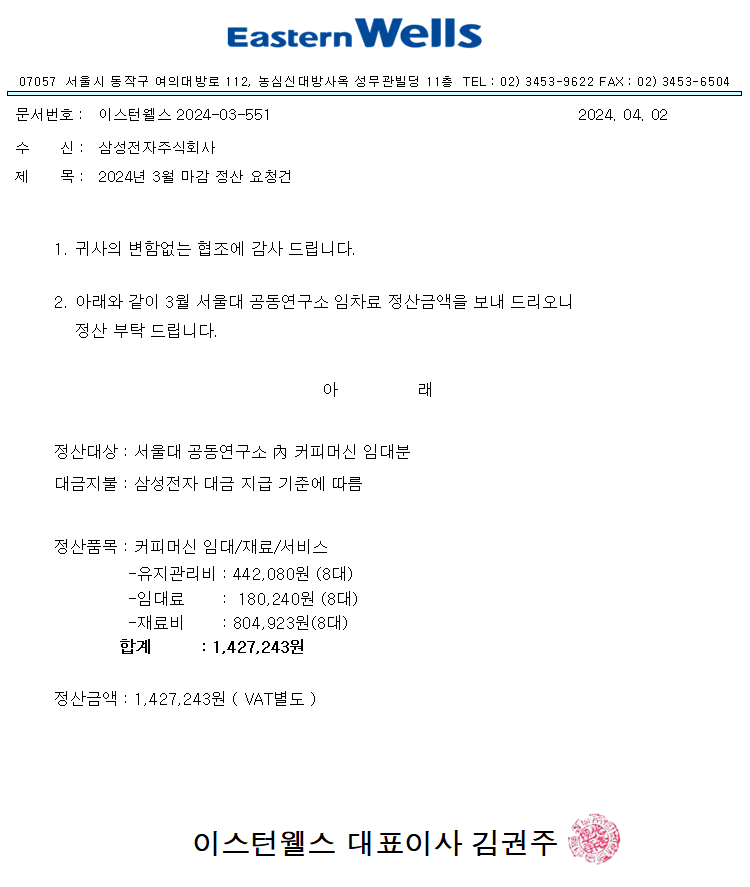 Eastern Wells
07057 서울시 동작구 여의대방로 112, 농심신대방사옥 성무관빌딩 11층 TEL : 02) 3453-9622 FAX : 02) 3453-6504
문서번호 : 이스턴웰스 2024-03-551 2024. 04. 02
수 신 : 삼성전자주식회사
제 목 : 2024년 3월 마감 정산 요청건
1. 귀사의 변함없는 협조에 감사 드립니다.
2. 아래와 같이 3월 서울대 공동연구소 임차료 정산금액을 보내 드리오니
정산 부탁 드립니다.
아 래
정산대상 : 서울대 공동연구소 內 커피머신 임대분
대금지불 : 삼성전자 대금 지급 기준에 따름
정산품목 : 커피머신 임대/재료/서비스
-유지관리비 : 442,080원 (8대)
-임대료 : 180,240원 (8대)
-재료비 : 804,923원(8대)
합계 : 1,427,243원
정산금액 : 1,427,243원 ( VAT별도 )
이스턴웰스 대표이사 김권주